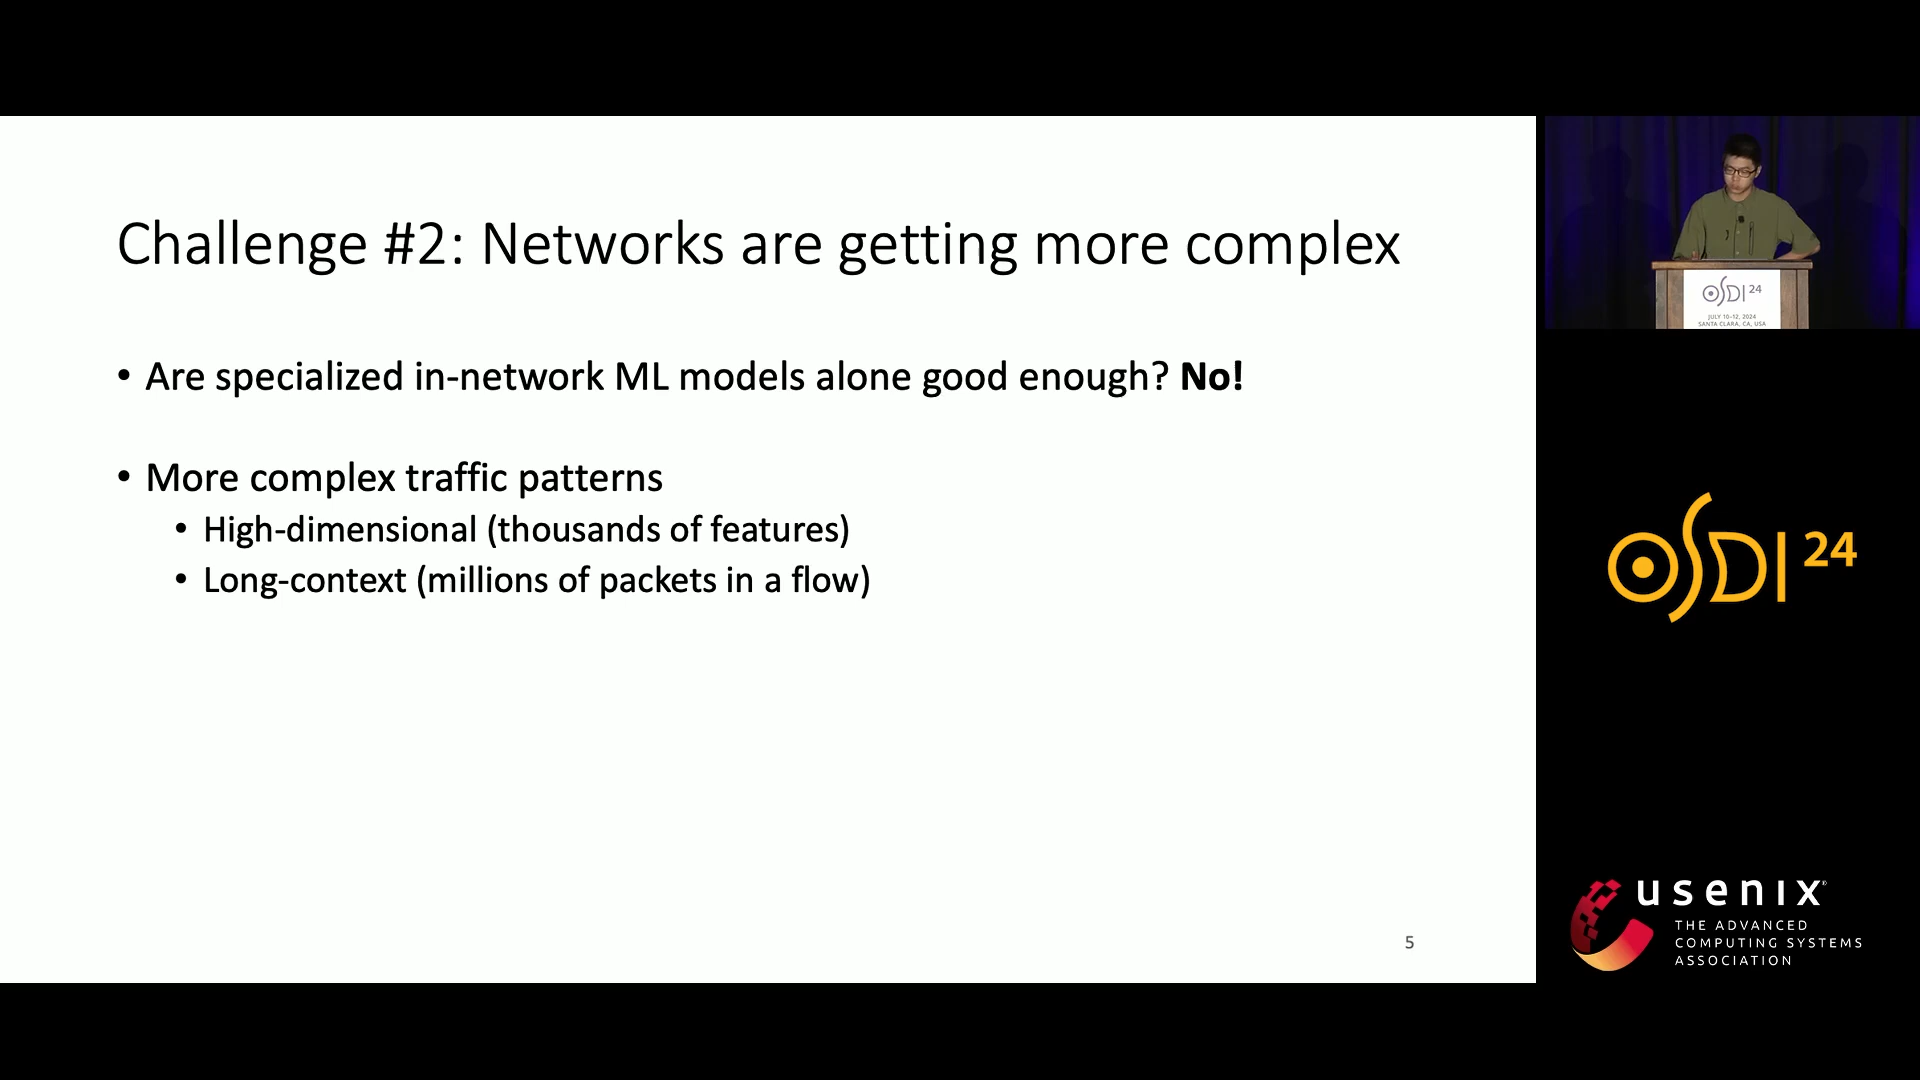 Challenge #2: Networks are getting more complex
• Are specialized in-network ML models alone good enough? No!
• More complex traffic patterns
• High-dimensional (thousands of features)
• Long-context (millions of packets in a flow)
5
OSDI 24
JULY 10–12, 2024
SANTA CLARA, CA, USA
OSDI 24
usenix®
THE ADVANCED
COMPUTING SYSTEMS
ASSOCIATION